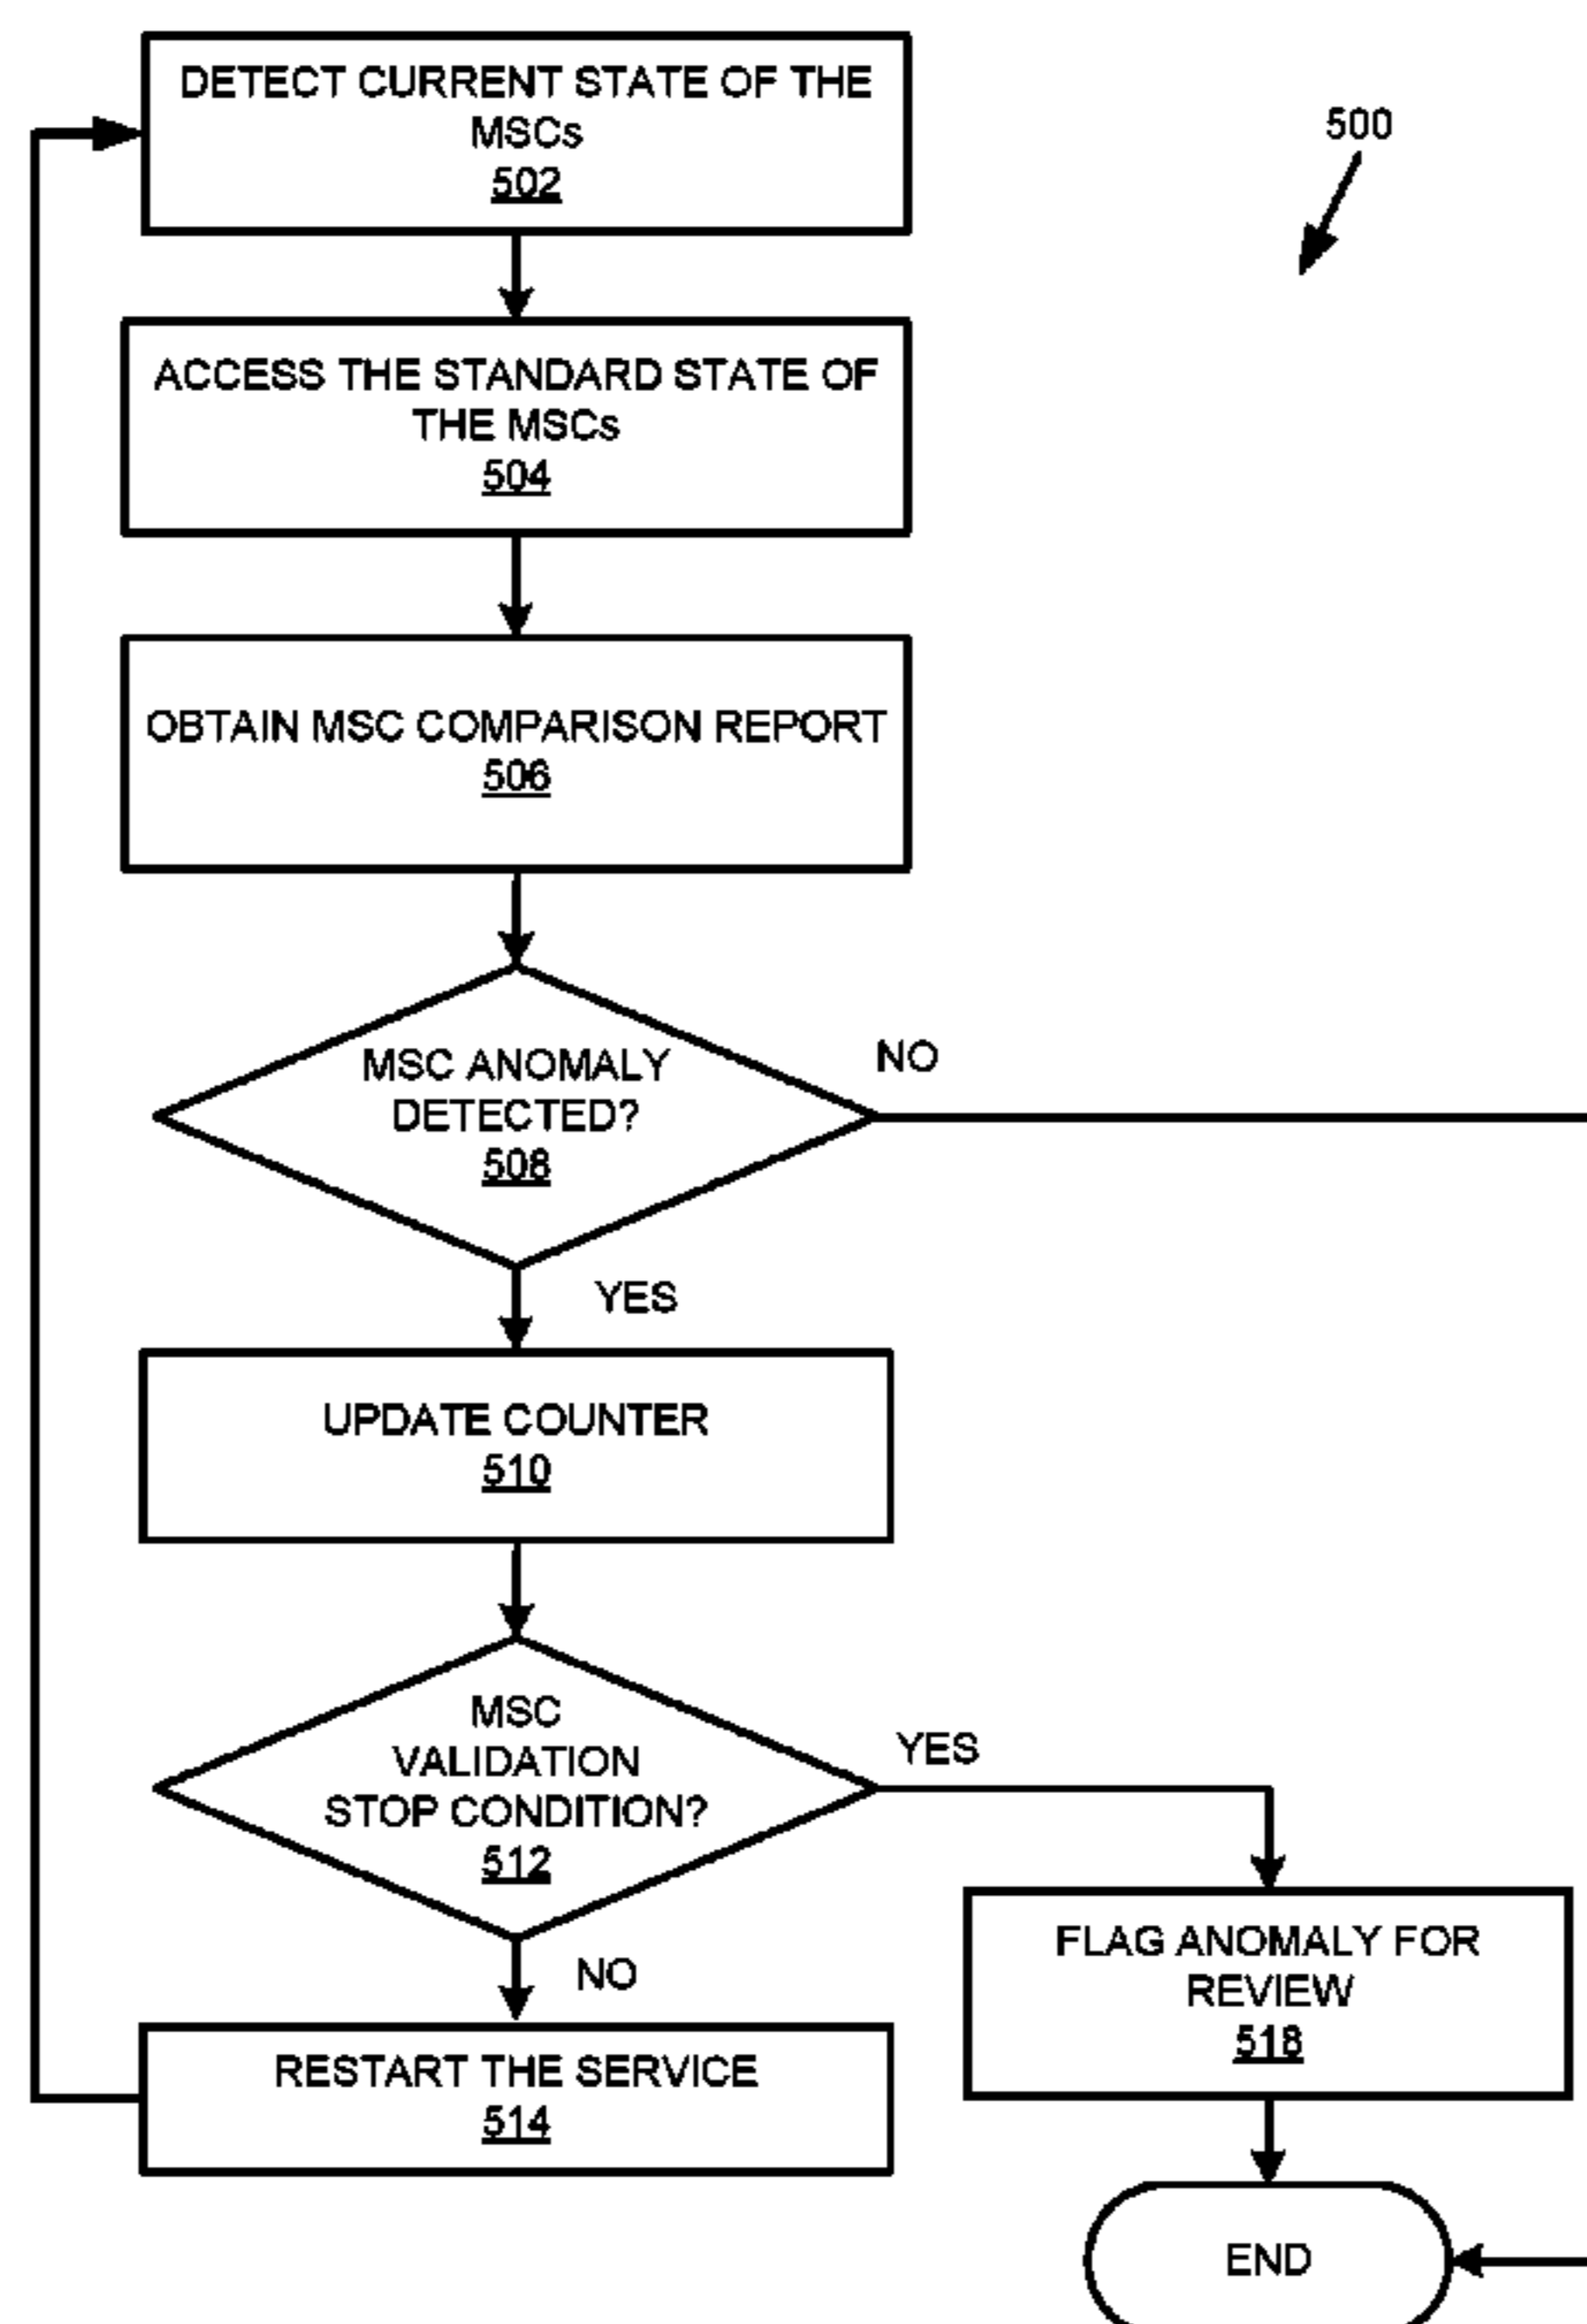 DETECT CURRENT STATE OF THE
MSCs
502
500
ACCESS THE STANDARD STATE OF
THE MSCs
504
OBTAIN MSC COMPARISON REPORT
506
MSC ANOMALY
DETECTED?
508
NO
YES
UPDATE COUNTER
510
MSC
VALIDATION
STOP CONDITION?
512
YES
NO
FLAG ANOMALY FOR
REVIEW
518
RESTART THE SERVICE
514
END